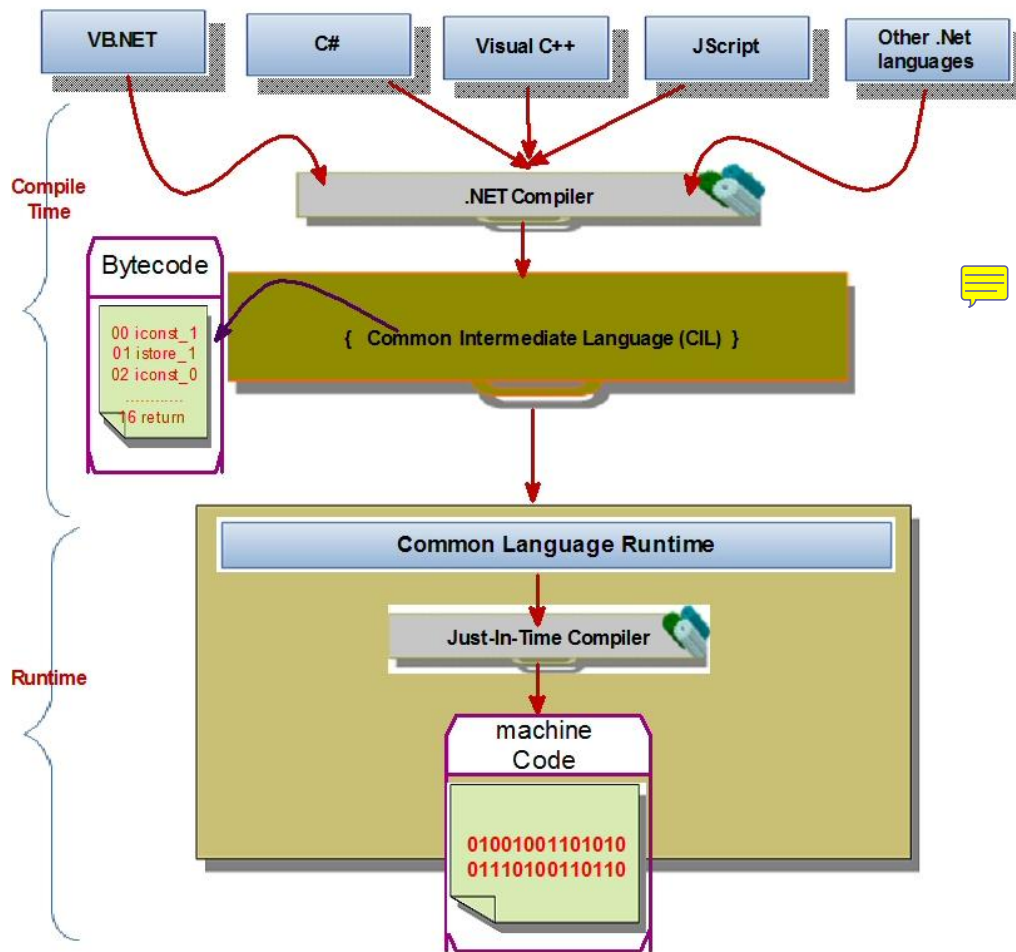 VB.NET
C#
Visual C++
JScript
Other .Net
languages
Compile
Time
.NET Compiler
Bytecode
00 iconst_1
01 istore_1
02 iconst_0
............
16 return
{ Common Intermediate Language (CIL) }
Common Language Runtime
Just-In-Time Compiler
Runtime
machine
Code
01001001101010
01110100110110